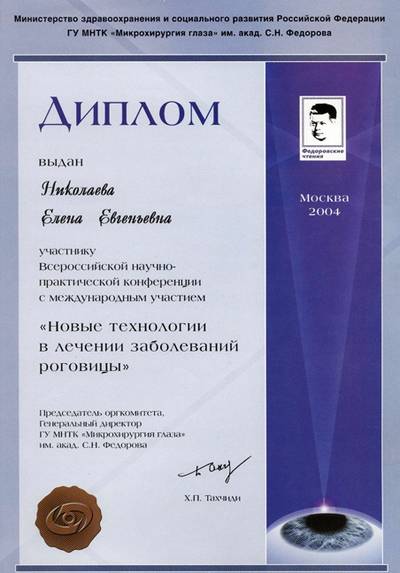 Министерство здравоохранения и социального развития Российской Федерации
ГУ МНТК «Микрохирургия глаза» им. акад. С.Н. Федорова
Диплом
выдан
Николаева
Елена Евгеньевна
участнику
Всероссийской научно-
практической конференции
с международным участием
«Новые технологии
в лечении заболеваний
роговицы»
Председатель оргкомитета,
Генеральный директор
ГУ МНТК «Микрохирургия глаза»
им. акад. С.Н. Федорова
Х.П. Тахчиди
Федоровские
чтения
Москва
2004